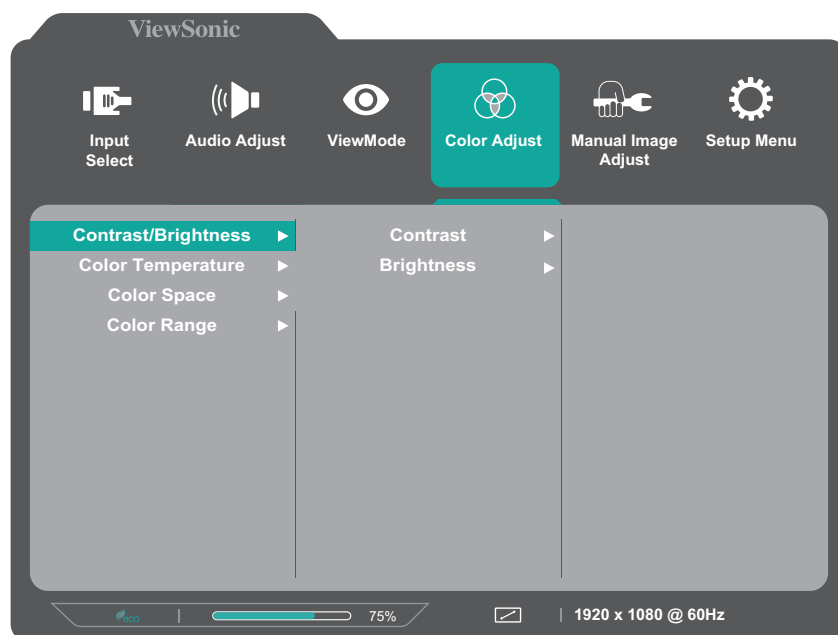 ViewSonic
Input
Select
Audio Adjust
ViewMode
Color Adjust
Manual Image
Adjust
Setup Menu
Contrast/Brightness
Color Temperature
Color Space
Color Range
Contrast
Brightness
eco
75%
1920 x 1080 @ 60Hz